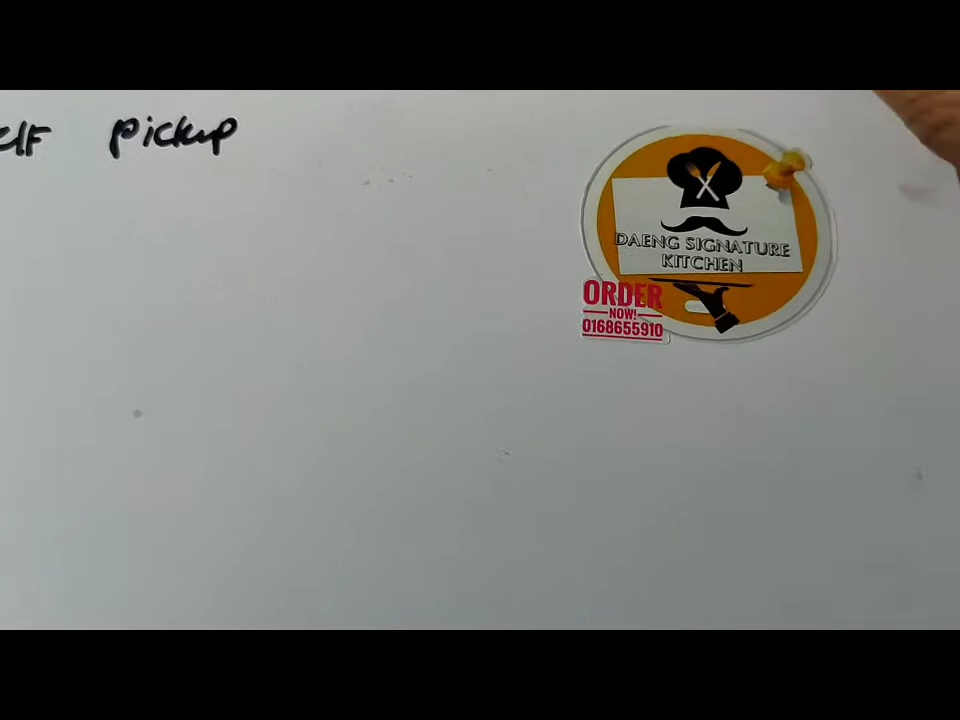 pickup
DAENG SIGNATURE
KITCHEN
ORDER
NOW!
0168655910